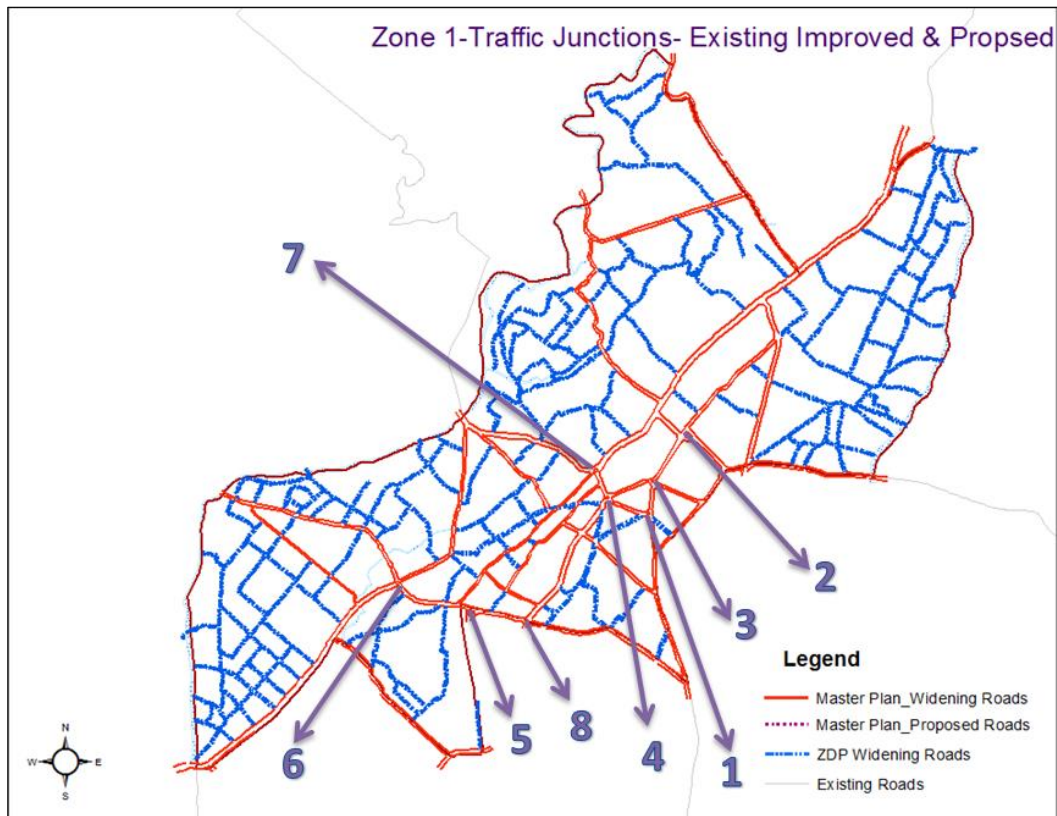 Zone 1-Traffic Junctions- Existing Improved & Propsed
7
2
3
6
5
8
4
1
Legend
Master Plan_Widening Roads
Master Plan_Proposed Roads
ZDP Widening Roads
Existing Roads
N
W E
S